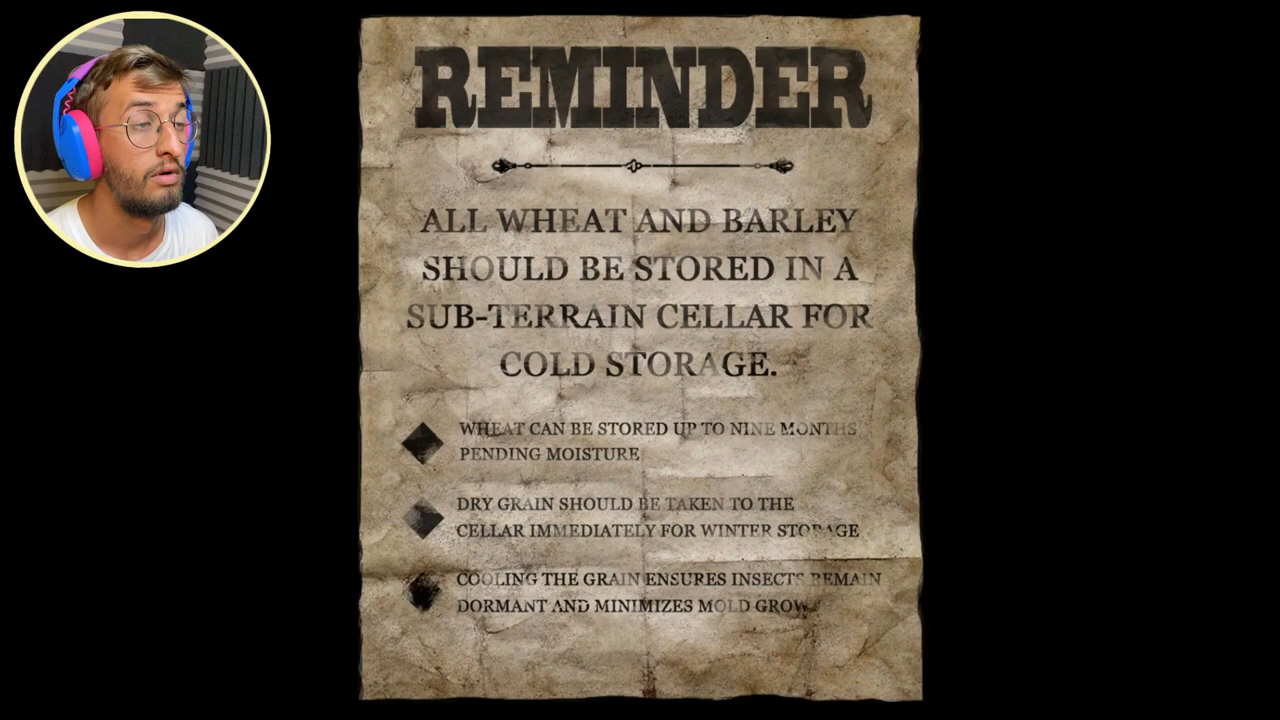 REMINDER
ALL WHEAT AND BARLEY
SHOULD BE STORED IN A
SUB-TERRAIN CELLAR FOR
COLD STORAGE.
WHEAT CAN BE STORED UP TO NINE MONTHS
PENDING MOISTURE
DRY GRAIN SHOULD BE TAKEN TO THE
CELLAR IMMEDIATELY FOR WINTER STORAGE
COOLING THE GRAIN ENSURES INSECTS REMAIN
DORMANT AND MINIMIZES MOLD GROWTH